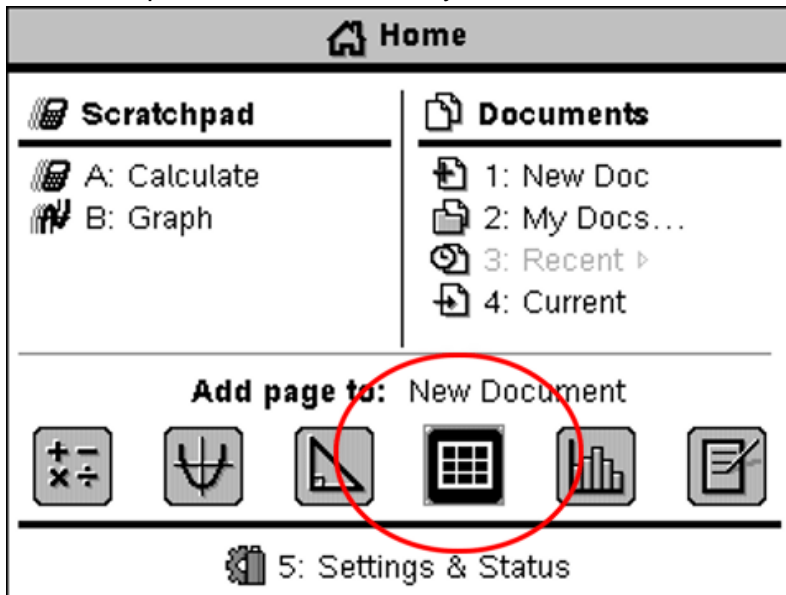 Home
Scratchpad
A: Calculate
B: Graph
Documents
1: New Doc
2: My Docs...
3: Recent ▹
4: Current
Add page to: New Document
5: Settings & Status